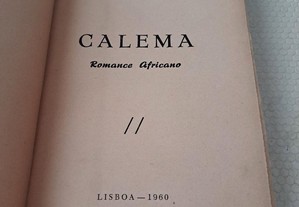 CALEMA
Romance Africano
//
LISBOA — 1960